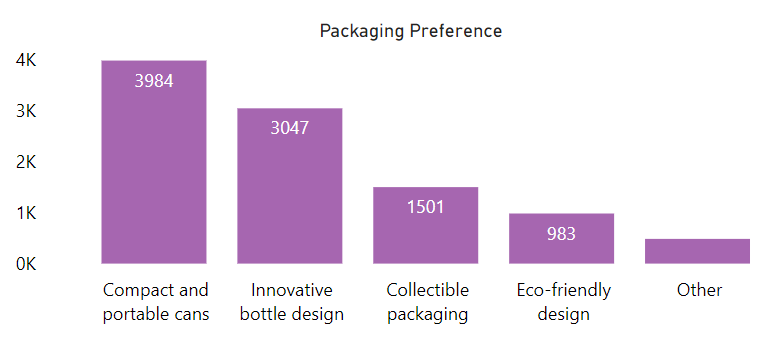 Packaging Preference
4K
3K
2K
1K
0K
3984
3047
1501
983
Compact and
portable cans
Innovative
bottle design
Collectible
packaging
Eco-friendly
design
Other